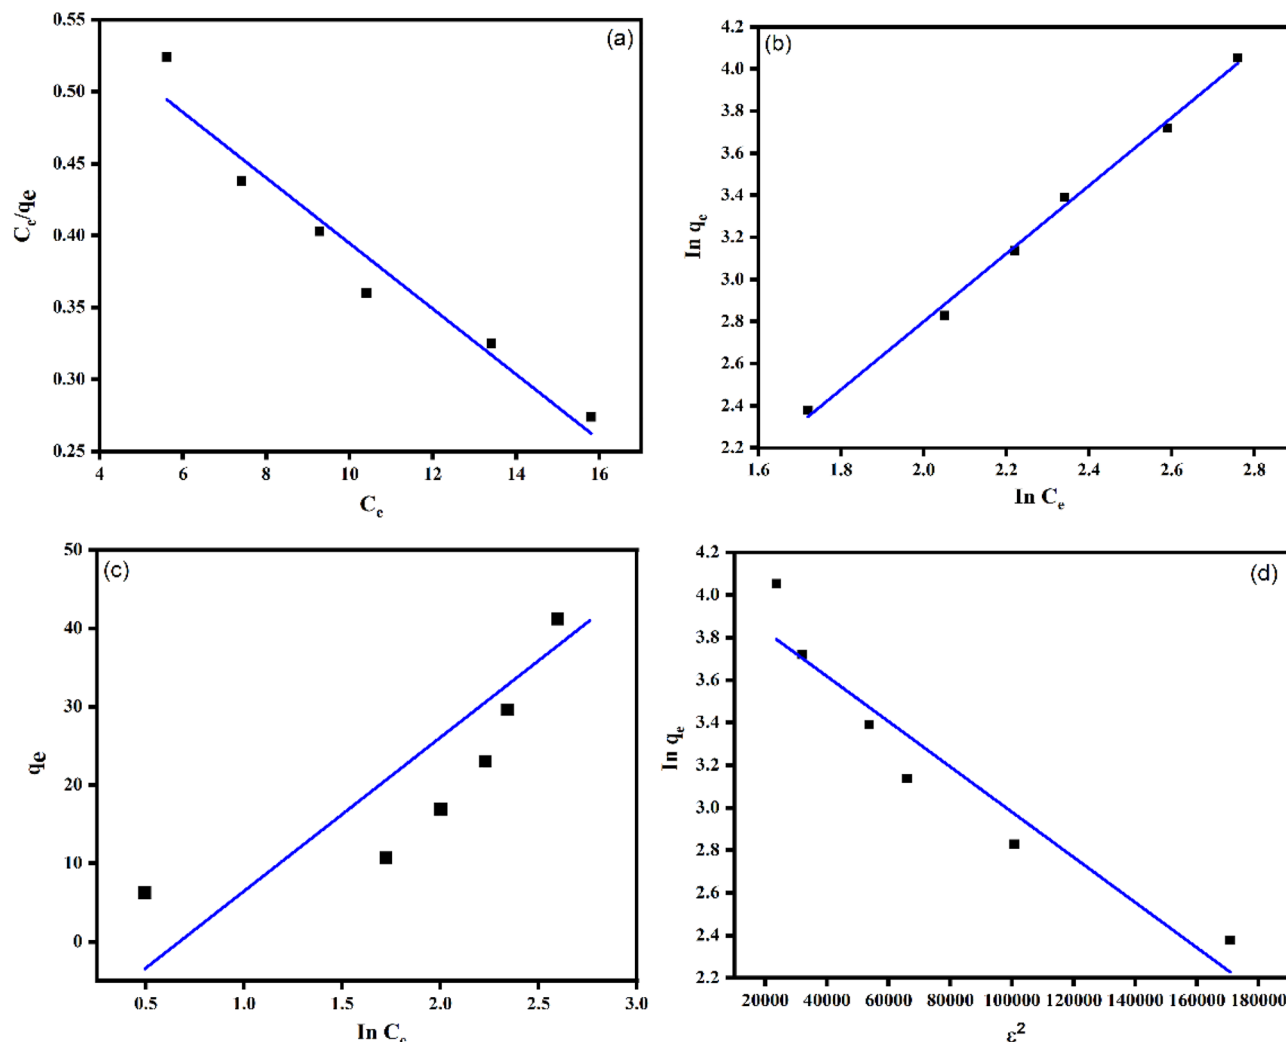 (a)
0.55
0.50
0.45
0.40
0.35
0.30
0.25
Cₑ/qe
4 6 8 10 12 14 16
Cₑ
(b)
4.2
4.0
3.8
3.6
3.4
3.2
3.0
2.8
2.6
2.4
2.2
In qₑ
1.6 1.8 2.0 2.2 2.4 2.6 2.8
In Cₑ
(c)
50
40
30
20
10
0
qe
0.5 1.0 1.5 2.0 2.5 3.0
In Cₑ
(d)
4.2
4.0
3.8
3.6
3.4
3.2
3.0
2.8
2.6
2.4
2.2
In qₑ
20000 40000 60000 80000 100000 120000 140000 160000 180000
ε²